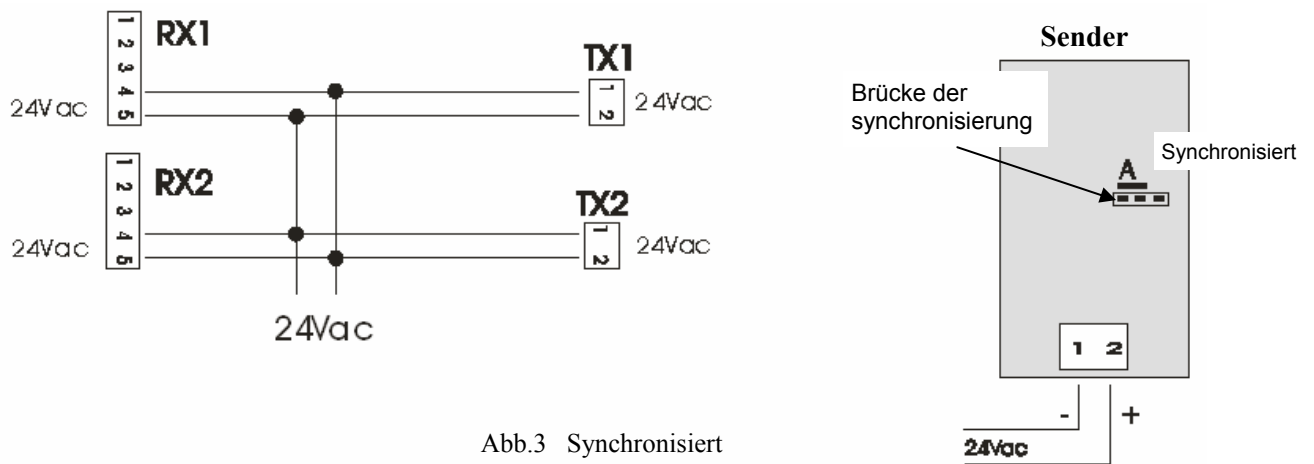 1 2 3 4 5
RX1
24Vac
TX1
1 2
24Vac
1 2 3 4 5
RX2
24Vac
TX2
1 2
24Vac
24Vac
Abb.3 Synchronisiert
Sender
Brücke der
synchronisierung
Synchronisiert
A
1 2
- +
24Vac